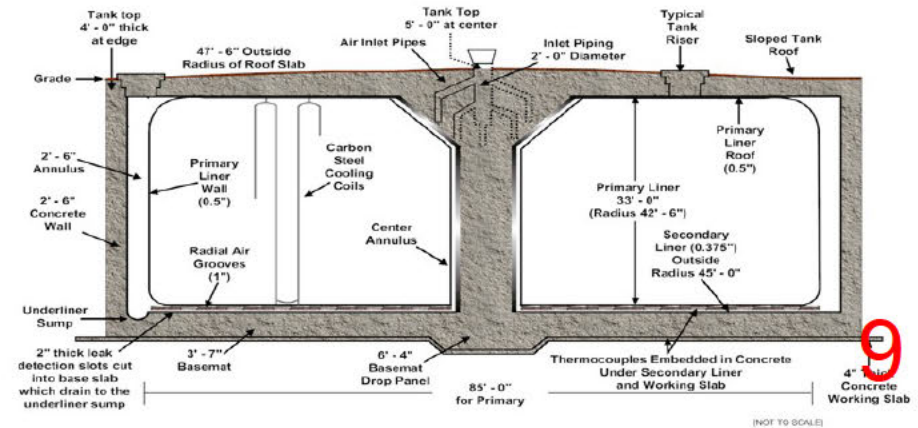 Tank top
4' - 0" thick
at edge
47' - 6" Outside
Radius of Roof Slab
Tank Top
5' - 0" at center
Air Inlet Pipes
Inlet Piping
2' - 0" Diameter
Typical
Tank
Riser
Sloped Tank
Roof
Grade
2' - 6"
Annulus
2' - 6"
Concrete
Wall
Primary
Liner
Wall
(0.5")
Carbon
Steel
Cooling
Coils
Radial Air
Grooves
(1")
Center
Annulus
Primary Liner
33' - 0"
(Radius 42' - 6")
Primary
Liner
Roof
(0.5")
Secondary
Liner (0.375")
Outside
Radius 45' - 0"
Underliner
Sump
2" thick leak
detection slots cut
into base slab
which drain to the
underliner sump
3' - 7"
Basemat
6' - 4"
Basemat
Drop Panel
85' - 0"
for Primary
Thermocouples Embedded in Concrete
Under Secondary Liner
and Working Slab
9
4"
Concrete
Working Slab
[NOT TO SCALE]